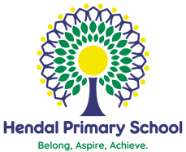 Hendal Primary School
Belong, Aspire, Achieve.